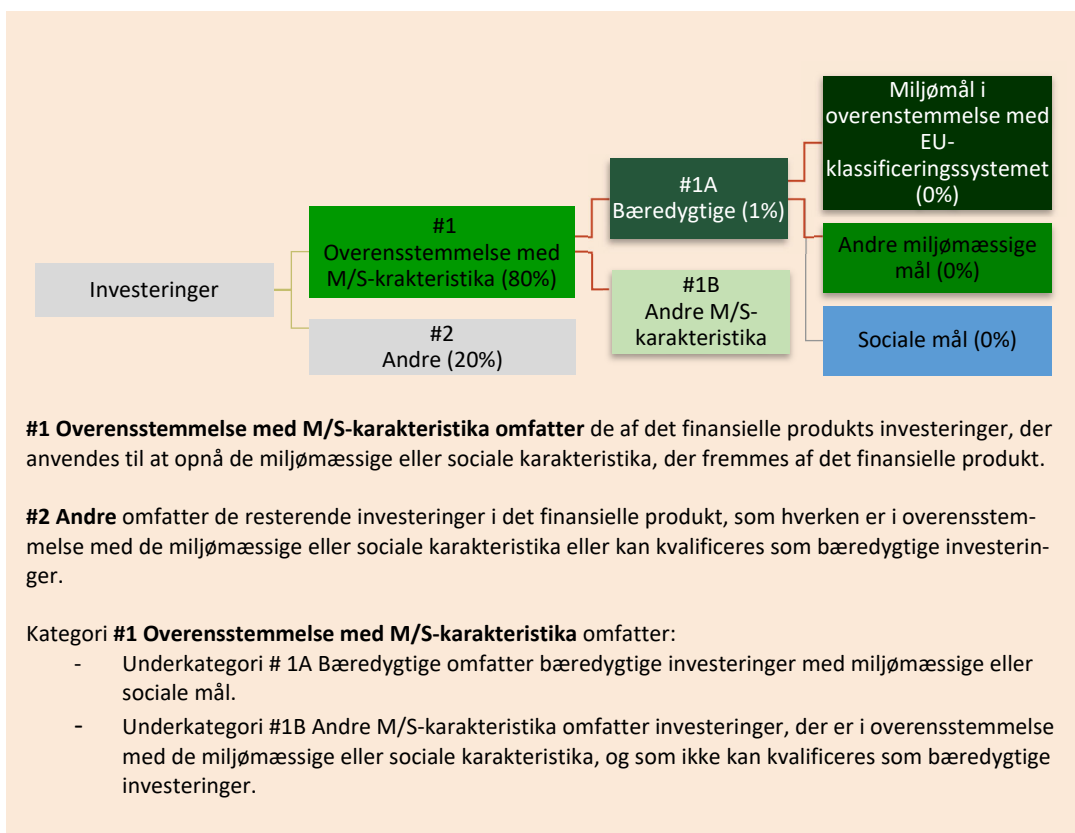 Investeringer
#1
Overensstemmelse med
M/S-krakteristika (80%)
#2
Andre (20%)
#1A
Bæredygtige (1%)
#1B
Andre M/S-
karakteristika
Miljømål i
overenstemmelse med
EU-
klassificeringssystemet
(0%)
Andre miljømæssige
mål (0%)
Sociale mål (0%)
#1 Overensstemmelse med M/S-karakteristika omfatter de af det finansielle produkts investeringer, der
anvendes til at opnå de miljømæssige eller sociale karakteristika, der fremmes af det finansielle produkt.
#2 Andre omfatter de resterende investeringer i det finansielle produkt, som hverken er i overensstem-
melse med de miljømæssige eller sociale karakteristika eller kan kvalificeres som bæredygtige investerin-
ger.
Kategori #1 Overensstemmelse med M/S-karakteristika omfatter:
- Underkategori # 1A Bæredygtige omfatter bæredygtige investeringer med miljømæssige eller
sociale mål.
- Underkategori #1B Andre M/S-karakteristika omfatter investeringer, der er i overensstemmelse
med de miljømæssige eller sociale karakteristika, og som ikke kan kvalificeres som bæredygtige
investeringer.